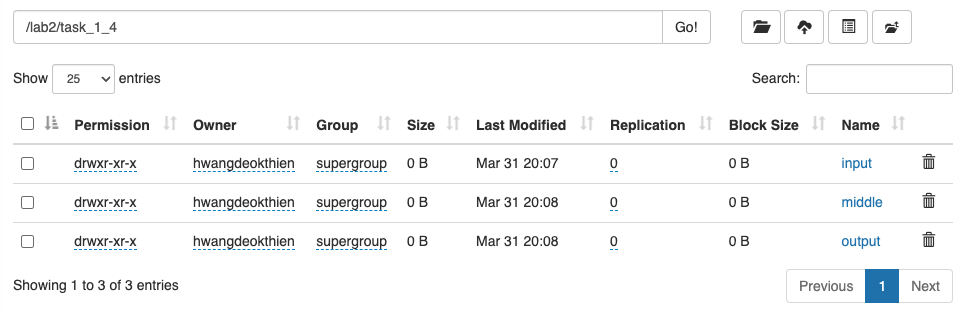 /lab2/task_1_4 Go!
Show 25 entries Search:
Permission Owner Group Size Last Modified Replication Block Size Name
drwxr-xr-x hwangdeokthien supergroup 0 B Mar 31 20:07 0 0 B input
drwxr-xr-x hwangdeokthien supergroup 0 B Mar 31 20:08 0 0 B middle
drwxr-xr-x hwangdeokthien supergroup 0 B Mar 31 20:08 0 0 B output
Showing 1 to 3 of 3 entries Previous 1 Next